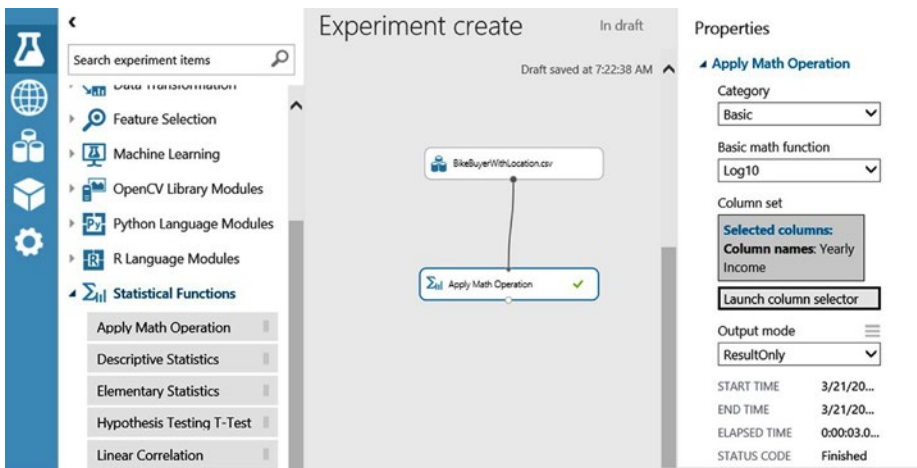 Search experiment items
Data Transformation
Feature Selection
Machine Learning
OpenCV Library Modules
Python Language Modules
R Language Modules
Statistical Functions
Apply Math Operation
Descriptive Statistics
Elementary Statistics
Hypothesis Testing T-Test
Linear Correlation
Experiment create
In draft
Draft saved at 7:22:38 AM
BikeBuyerWithLocation.csv
Apply Math Operation
Properties
Apply Math Operation
Category
Basic
Basic math function
Log10
Column set
Selected columns:
Column names: Yearly
Income
Launch column selector
Output mode
ResultOnly
START TIME 3/21/20...
END TIME 3/21/20...
ELAPSED TIME 0:00:03.0...
STATUS CODE Finished